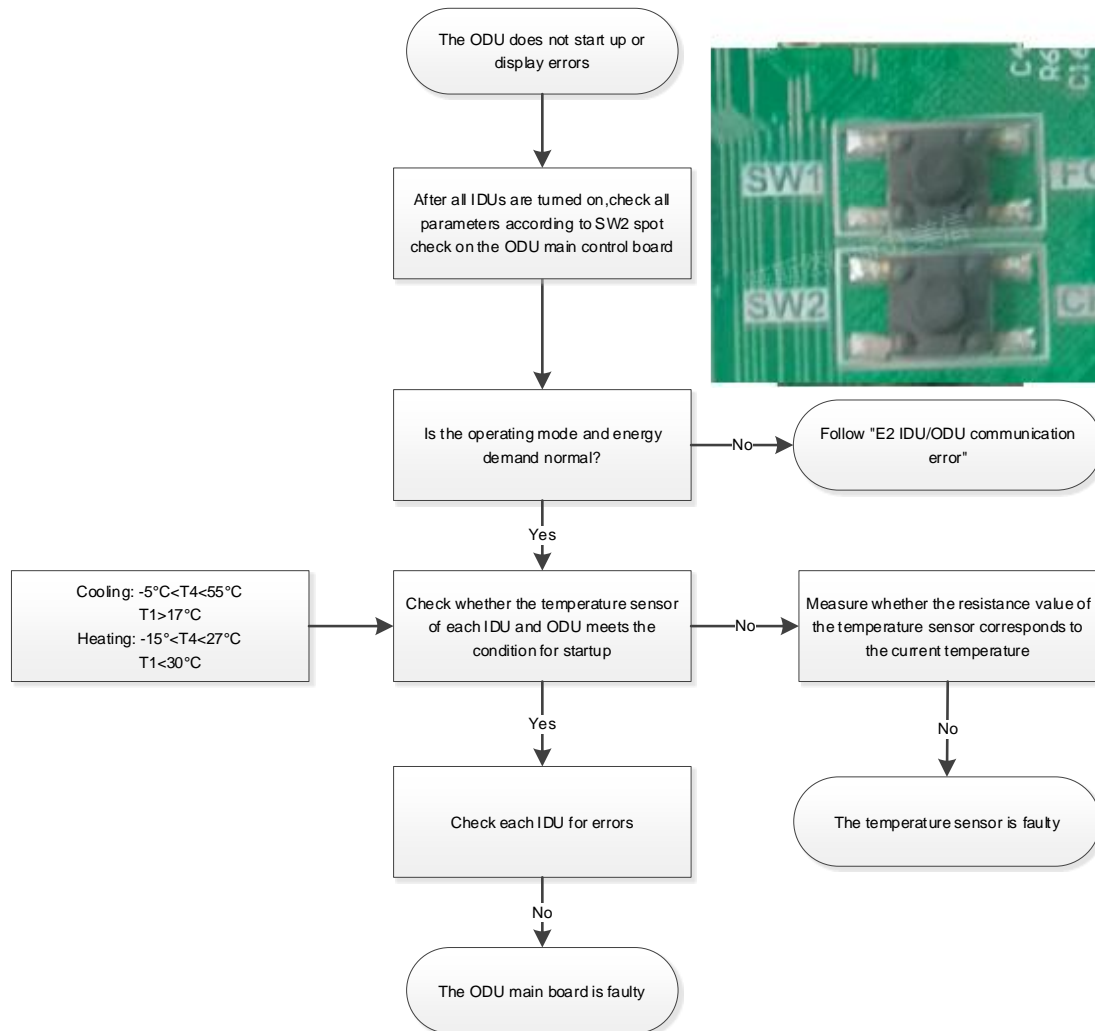 The ODU does not start up or
display errors
C4
R6
C16
SW1
SW2
After all IDUs are turned on,check all
parameters according to SW2 spot
check on the ODU main control board
Is the operating mode and energy
demand normal?
No
Follow "E2 IDU/ODU communication
error"
Yes
Cooling: -5°C<T4<55°C
T1>17°C
Heating: -15°<T4<27°C
T1<30°C
Check whether the temperature sensor
of each IDU and ODU meets the
condition for startup
No
Measure whether the resistance value of
the temperature sensor corresponds to
the current temperature
Yes
No
Check each IDU for errors
The temperature sensor is faulty
No
The ODU main board is faulty